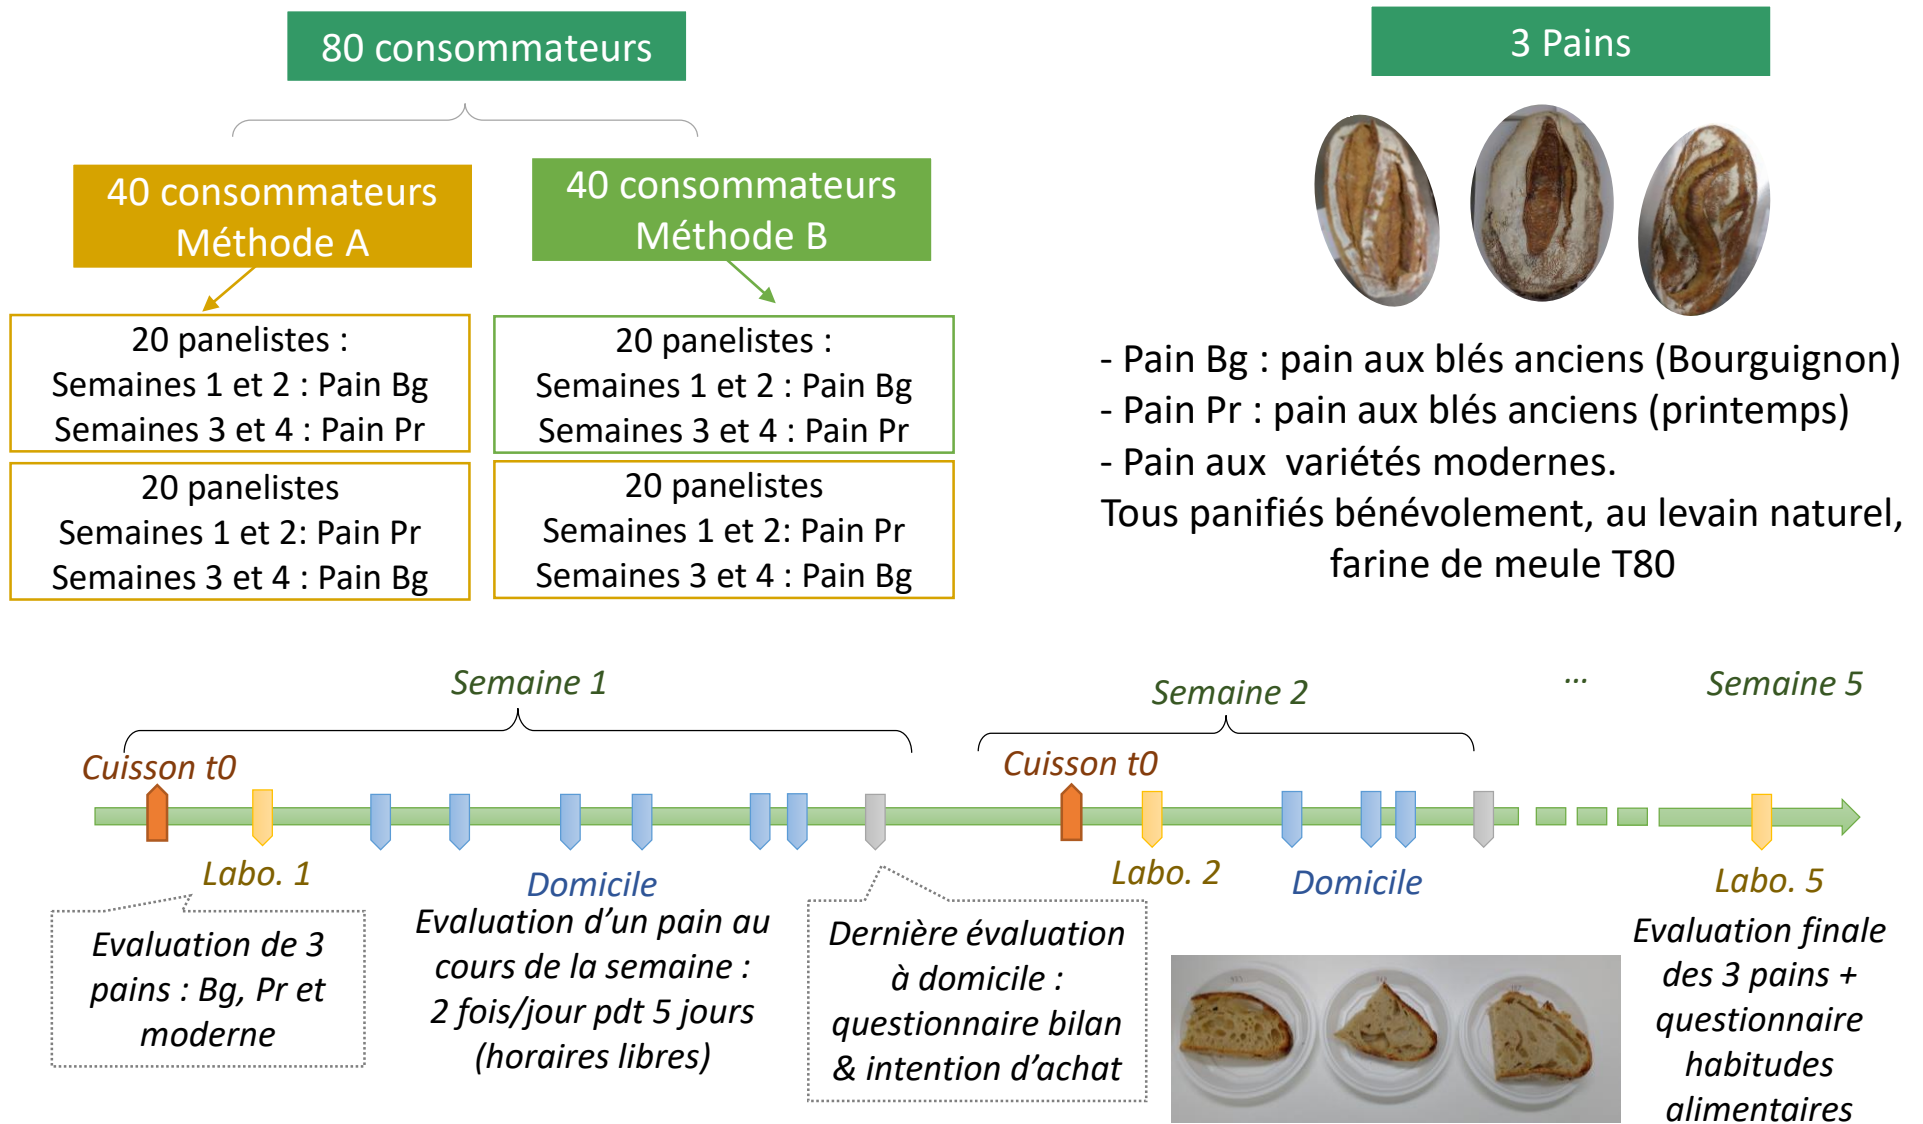 80 consommateurs
3 Pains
40 consommateurs
Méthode A
40 consommateurs
Méthode B
20 panelistes :
Semaines 1 et 2 : Pain Bg
Semaines 3 et 4 : Pain Pr
20 panelistes :
Semaines 1 et 2 : Pain Bg
Semaines 3 et 4 : Pain Pr
20 panelistes
Semaines 1 et 2: Pain Pr
Semaines 3 et 4 : Pain Bg
20 panelistes
Semaines 1 et 2: Pain Pr
Semaines 3 et 4 : Pain Bg
- Pain Bg : pain aux blés anciens (Bourguignon)
- Pain Pr : pain aux blés anciens (printemps)
- Pain aux  variétés modernes.
Tous panifiés bénévolement, au levain naturel,
farine de meule T80
Semaine 1
Semaine 2
...
Semaine 5
Cuisson t0
Cuisson t0
Labo. 1
Domicile
Labo. 2
Domicile
Labo. 5
Evaluation de 3
pains : Bg, Pr et
moderne
Evaluation d’un pain au
cours de la semaine :
2 fois/jour pdt 5 jours
(horaires libres)
Dernière évaluation
à domicile :
questionnaire bilan
& intention d’achat
Evaluation finale
des 3 pains +
questionnaire
habitudes
alimentaires